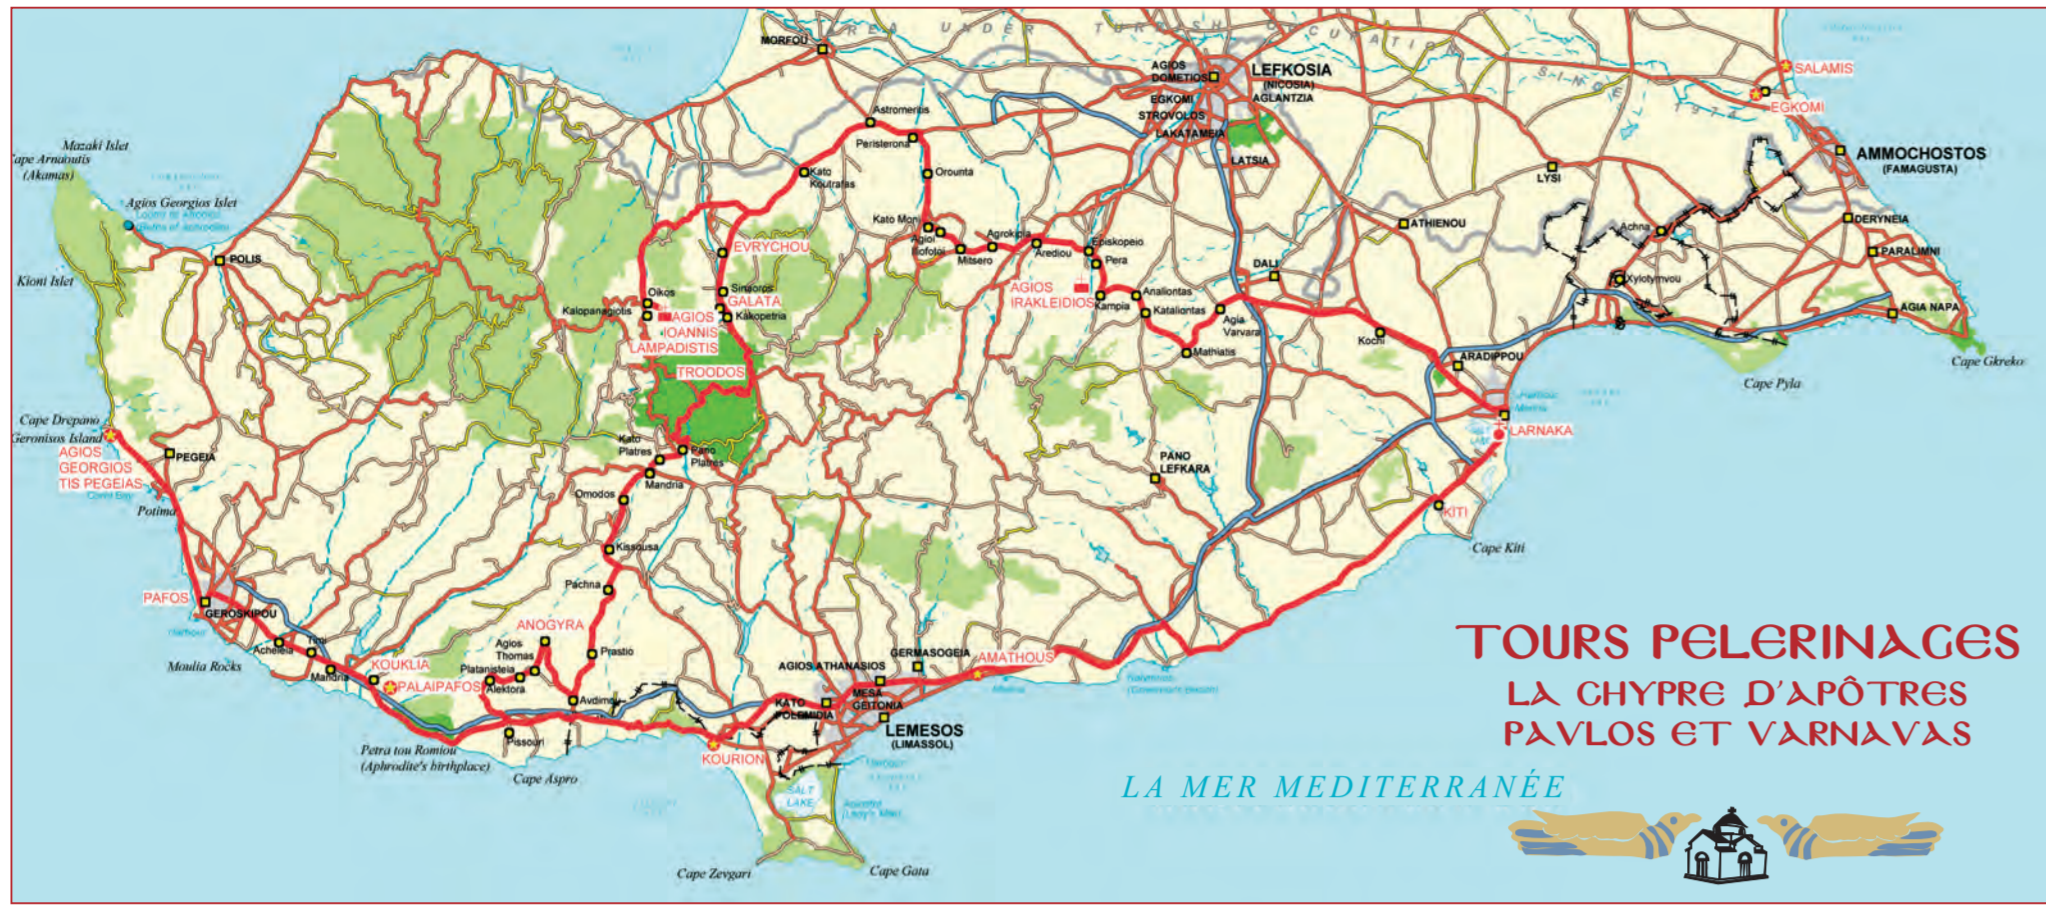 AREA UNDER TURKISH OCCUPATION SINCE 1974
MORFOU
AGIOS
DOMETIOS
LEFKOSIA
(NICOSIA)
EGKOMI
AGLANTZIA
STROVOLOS
LAKATAMEIA
LATSIA
SALAMIS
EGKOMI
AMMOCHOSTOS
(FAMAGUSTA)
LYSI
DERYNEIA
PARALIMNI
ATHIENOU
Achna
Xylotymvou
AGIA NAPA
Cape Gkreko
Cape Pyla
Astromeritis
Peristerona
Kato
Koutrafas
Orounta
Kato Moni
Agioi
Iliofotoi
Mitsero
Agrokipia
Arediou
Episkopeio
Pera
AGIOS
IRAKLEIDIOS
Kampia
Analiontas
Kataliontas
Mathiatis
Agia
Varvara
DALI
Kochi
ARADIPPOU
LARNAKA
KITI
Cape Kiti
Mazaki Islet
Cape Arnaoutis
(Akamas)
Agios Georgios Islet
Kioni Islet
POLIS
EVRYCHOU
Sinaoros
GALATA
Kakopetria
Oikos
Kalopanagiotis
AGIOS
IOANNIS
LAMPADISTIS
TROODOS
Kato
Platres
Pano
Platres
Mandria
Omodos
Kissousa
Pachna
Prastio
ANOGYRA
Agios
Thomas
Platanisteia
Alektora
Avdimou
Pissouri
PANO
LEFKARA
Cape Drepano
Geronisos Island
AGIOS
GEORGIOS
TIS PEGEIAS
PEGEIA
Potima
PAFOS
GEROSKIPOU
Acheleia
Timi
Mandria
Moulia Rocks
KOUKLIA
PALAIPAFOS
Petra tou Romiou
(Aphrodite's birthplace)
Cape Aspro
KOURION
AGIOS ATHANASIOS
GERMASOGEIA
AMATHOUS
MESA
GEITONIA
KATO
POLEMIDIA
LEMESOS
(LIMASSOL)
SALT
LAKE
Cape Zevgari
Cape Gata
TOURS PELERINAGES
LA CHYPRE D'APÔTRES
PAVLOS ET VARNAVAS
LA MER MEDITERRANÉE